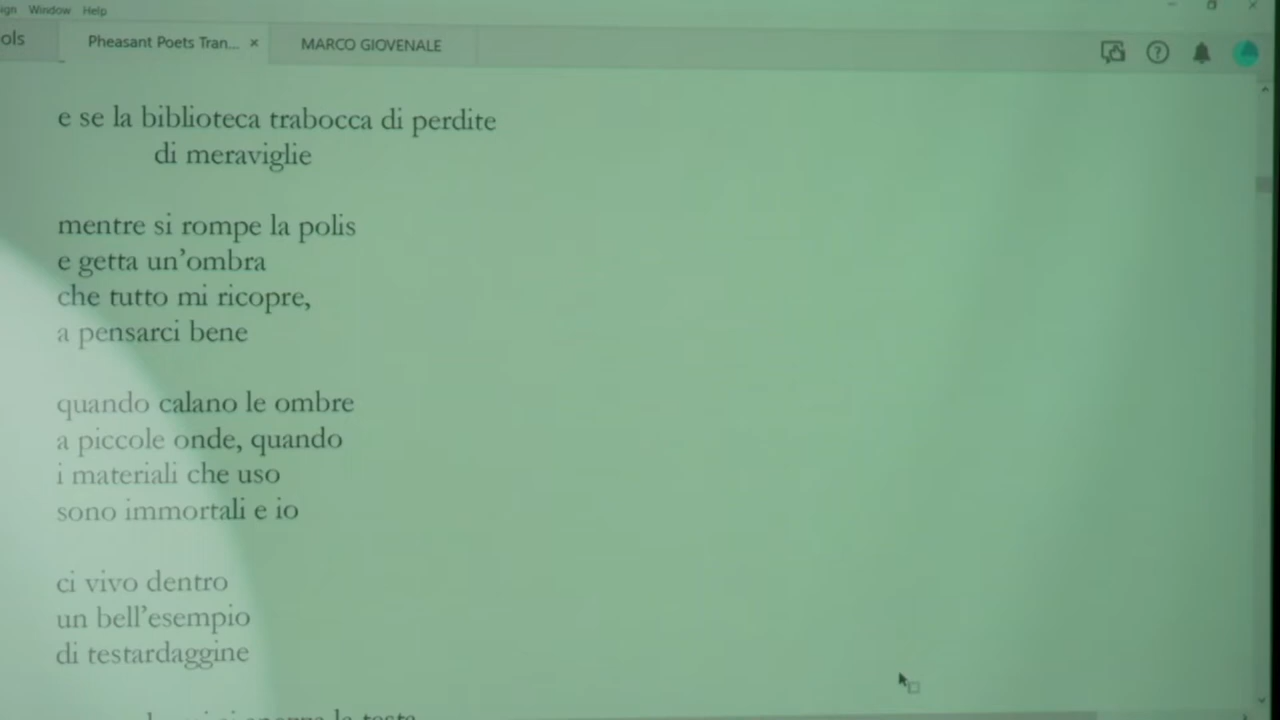 Window Help
Pheasant Poets Tran... ×
MARCO GIOVENALE
e se la biblioteca trabocca di perdite
di meraviglie
mentre si rompe la polis
e getta un’ombra
che tutto mi ricopre,
a pensarci bene
quando calano le ombre
a piccole onde, quando
i materiali che uso
sono immortali e io
ci vivo dentro
un bell’esempio
di testardaggine